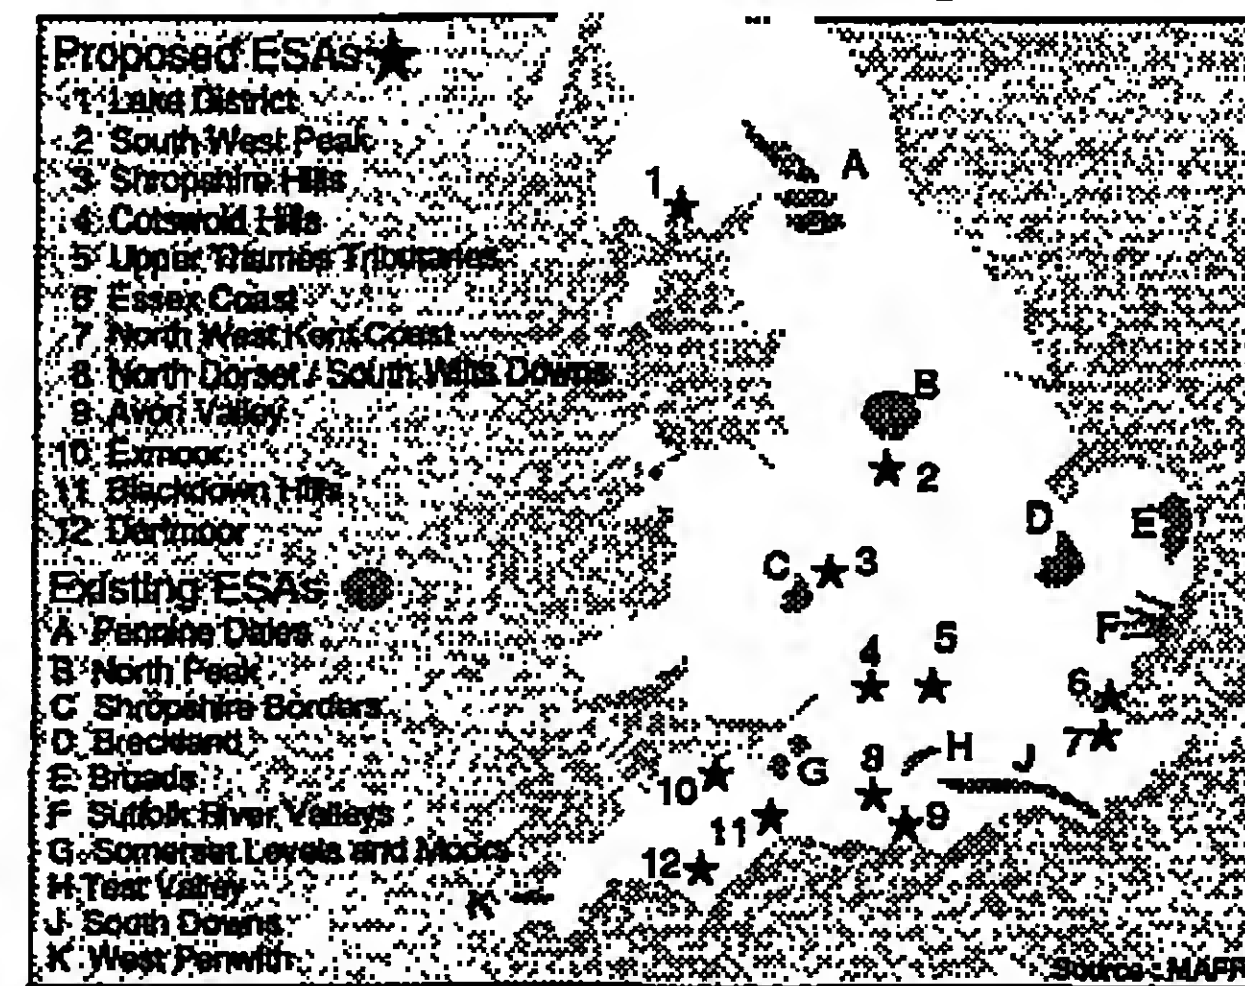 Proposed ESAs
1 Lake District
2 South West Peak
3 Shropshire Hills
4 Cotswold Hills
5 Upper Thames Tributaries
6 Essex Coast
7 North West Kent Coast
8 North Dorset / South Wilts Downs
9 Avon Valley
10 Exmoor
11 Blackdown Hills
12 Dartmoor
Existing ESAs
A Pennine Dales
B North Peak
C Shropshire Borders
D Breckland
E Broads
F Suffolk River Valleys
G Somerset Levels and Moors
H Test Valley
J South Downs
K West Penwith
1
A
B
2
D
E
C
3
F
4
5
6
7
H
J
G
8
10
9
11
12
K
Source: MAFF